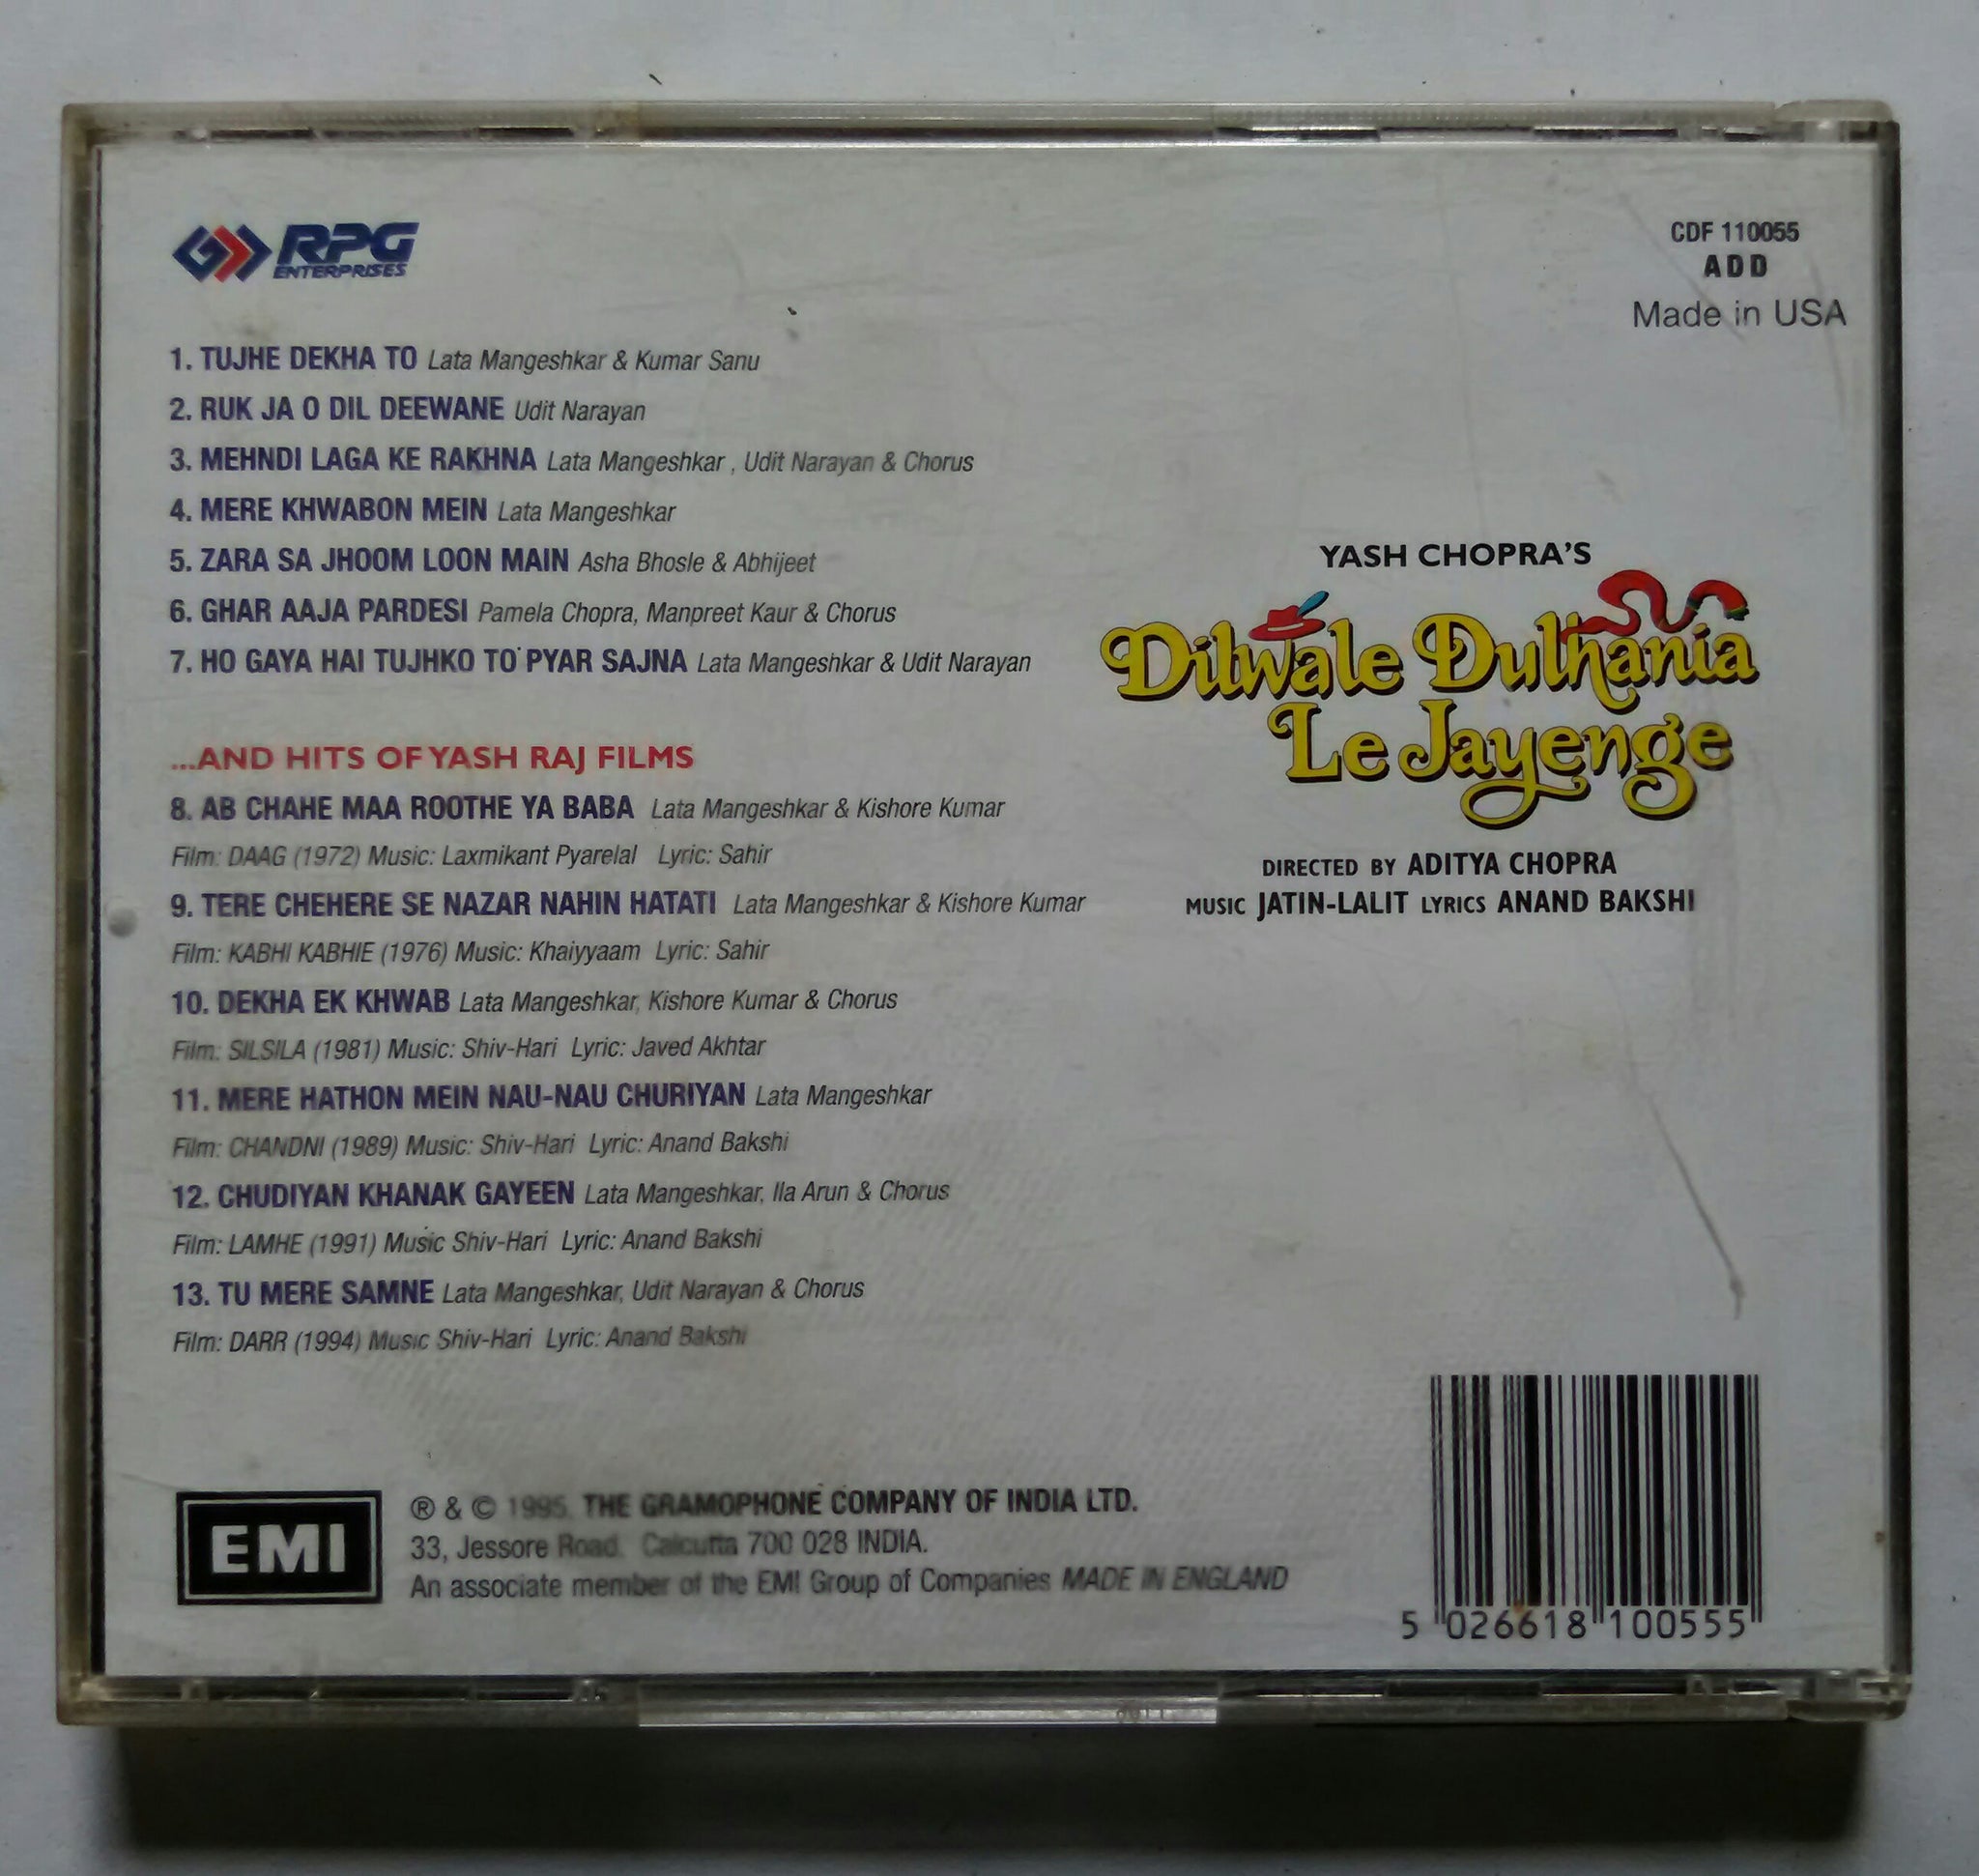 RPG
ENTERPRISES
CDF 110055
ADD
Made in USA
1. TUJHE DEKHA TO Lata Mangeshkar & Kumar Sanu
2. RUK JA O DIL DEEWANE Udit Narayan
3. MEHNDI LAGA KE RAKHNA Lata Mangeshkar , Udit Narayan & Chorus
4. MERE KHWABON MEIN Lata Mangeshkar
5. ZARA SA JHOOM LOON MAIN Asha Bhosle & Abhijeet
6. GHAR AAJA PARDESI Pamela Chopra, Manpreet Kaur & Chorus
7. HO GAYA HAI TUJHKO TO PYAR SAJNA Lata Mangeshkar & Udit Narayan
...AND HITS OF YASH RAJ FILMS
8. AB CHAHE MAA ROOTHE YA BABA Lata Mangeshkar & Kishore Kumar
Film: DAAG (1972) Music: Laxmikant Pyarelal Lyric: Sahir
9. TERE CHEHERE SE NAZAR NAHIN HATATI Lata Mangeshkar & Kishore Kumar
Film: KABHI KABHIE (1976) Music: Khaiyyaam Lyric: Sahir
10. DEKHA EK KHWAB Lata Mangeshkar, Kishore Kumar & Chorus
Film: SILSILA (1981) Music: Shiv-Hari Lyric: Javed Akhtar
11. MERE HATHON MEIN NAU-NAU CHURIYAN Lata Mangeshkar
Film: CHANDNI (1989) Music: Shiv-Hari Lyric: Anand Bakshi
12. CHUDIYAN KHANAK GAYEEN Lata Mangeshkar, Ila Arun & Chorus
Film: LAMHE (1991) Music Shiv-Hari Lyric: Anand Bakshi
13. TU MERE SAMNE Lata Mangeshkar, Udit Narayan & Chorus
Film: DARR (1994) Music Shiv-Hari Lyric: Anand Bakshi
YASH CHOPRA'S
Dilwale Dulhania
Le Jayenge
DIRECTED BY ADITYA CHOPRA
MUSIC JATIN-LALIT LYRICS ANAND BAKSHI
EMI
® & © 1995. THE GRAMOPHONE COMPANY OF INDIA LTD.
33, Jessore Road, Calcutta 700 028 INDIA.
An associate member of the EMI Group of Companies MADE IN ENGLAND
5 026618 100555